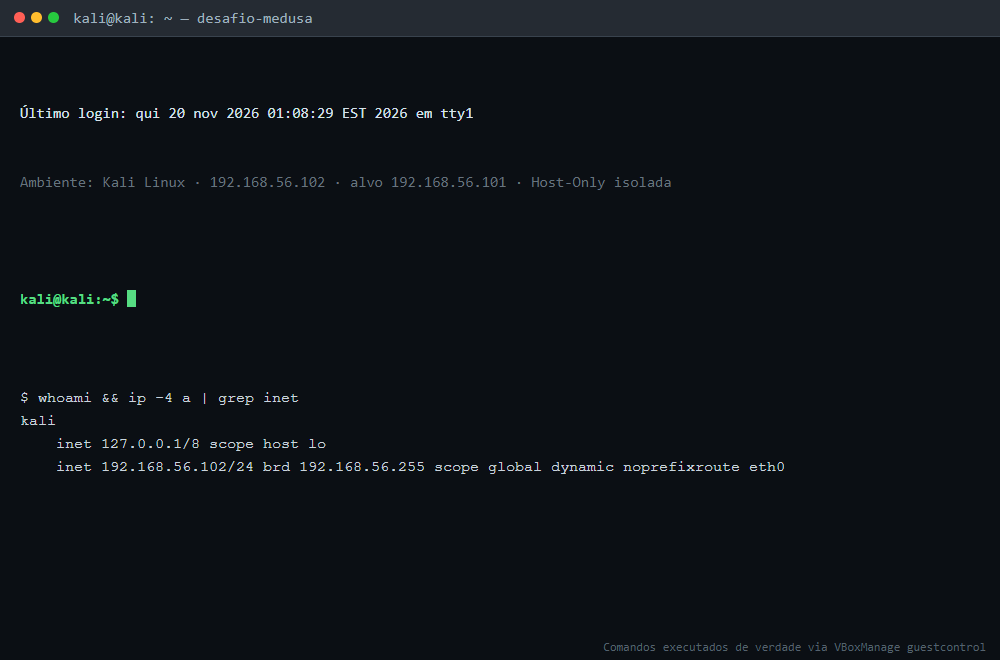 kali@kali: ~ — desafio-medusa
Último login: qui 20 nov 2026 01:08:29 EST 2026 em tty1
Ambiente: Kali Linux · 192.168.56.102 · alvo 192.168.56.101 · Host-Only isolada
kali@kali:~$
$ whoami && ip -4 a | grep inet
kali
    inet 127.0.0.1/8 scope host lo
    inet 192.168.56.102/24 brd 192.168.56.255 scope global dynamic noprefixroute eth0
Comandos executados de verdade via VBoxManage guestcontrol